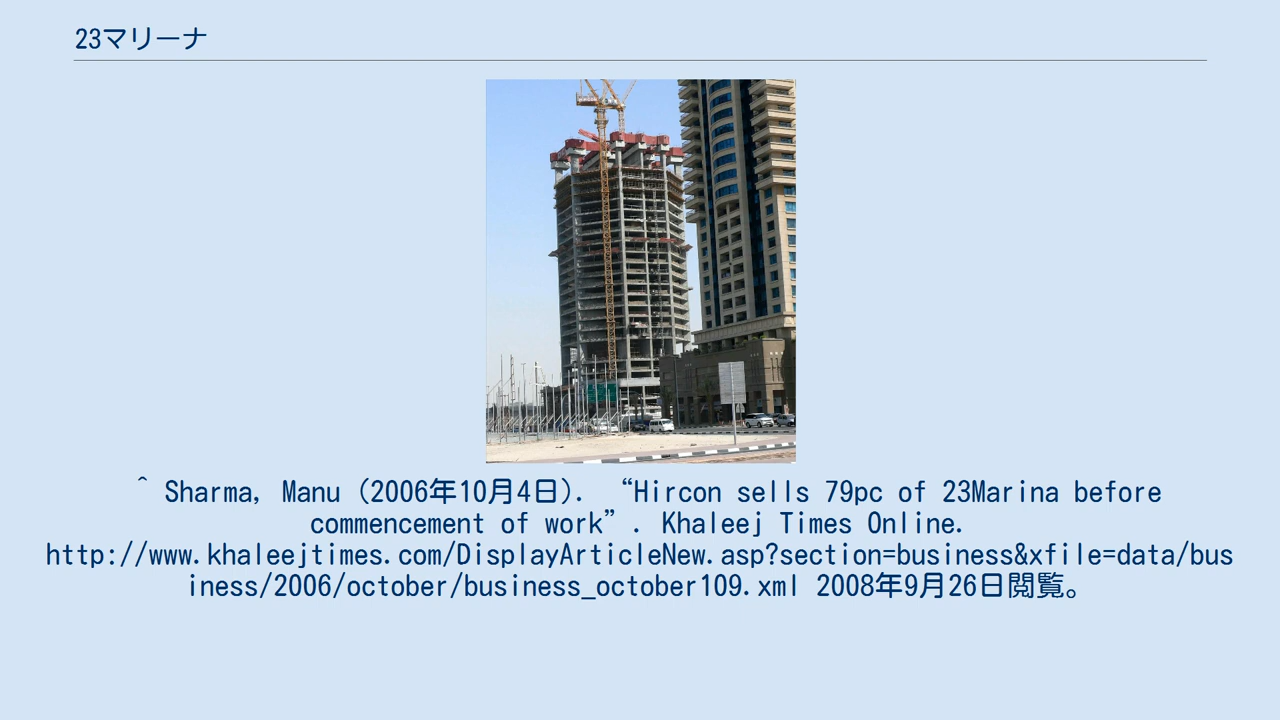 23マリーナ
^ Sharma, Manu (2006年10月4日). “Hircon sells 79pc of 23Marina before
commencement of work”. Khaleej Times Online.
http://www.khaleejtimes.com/DisplayArticleNew.asp?section=business&xfile=data/bus
iness/2006/october/business_october109.xml 2008年9月26日閲覧。